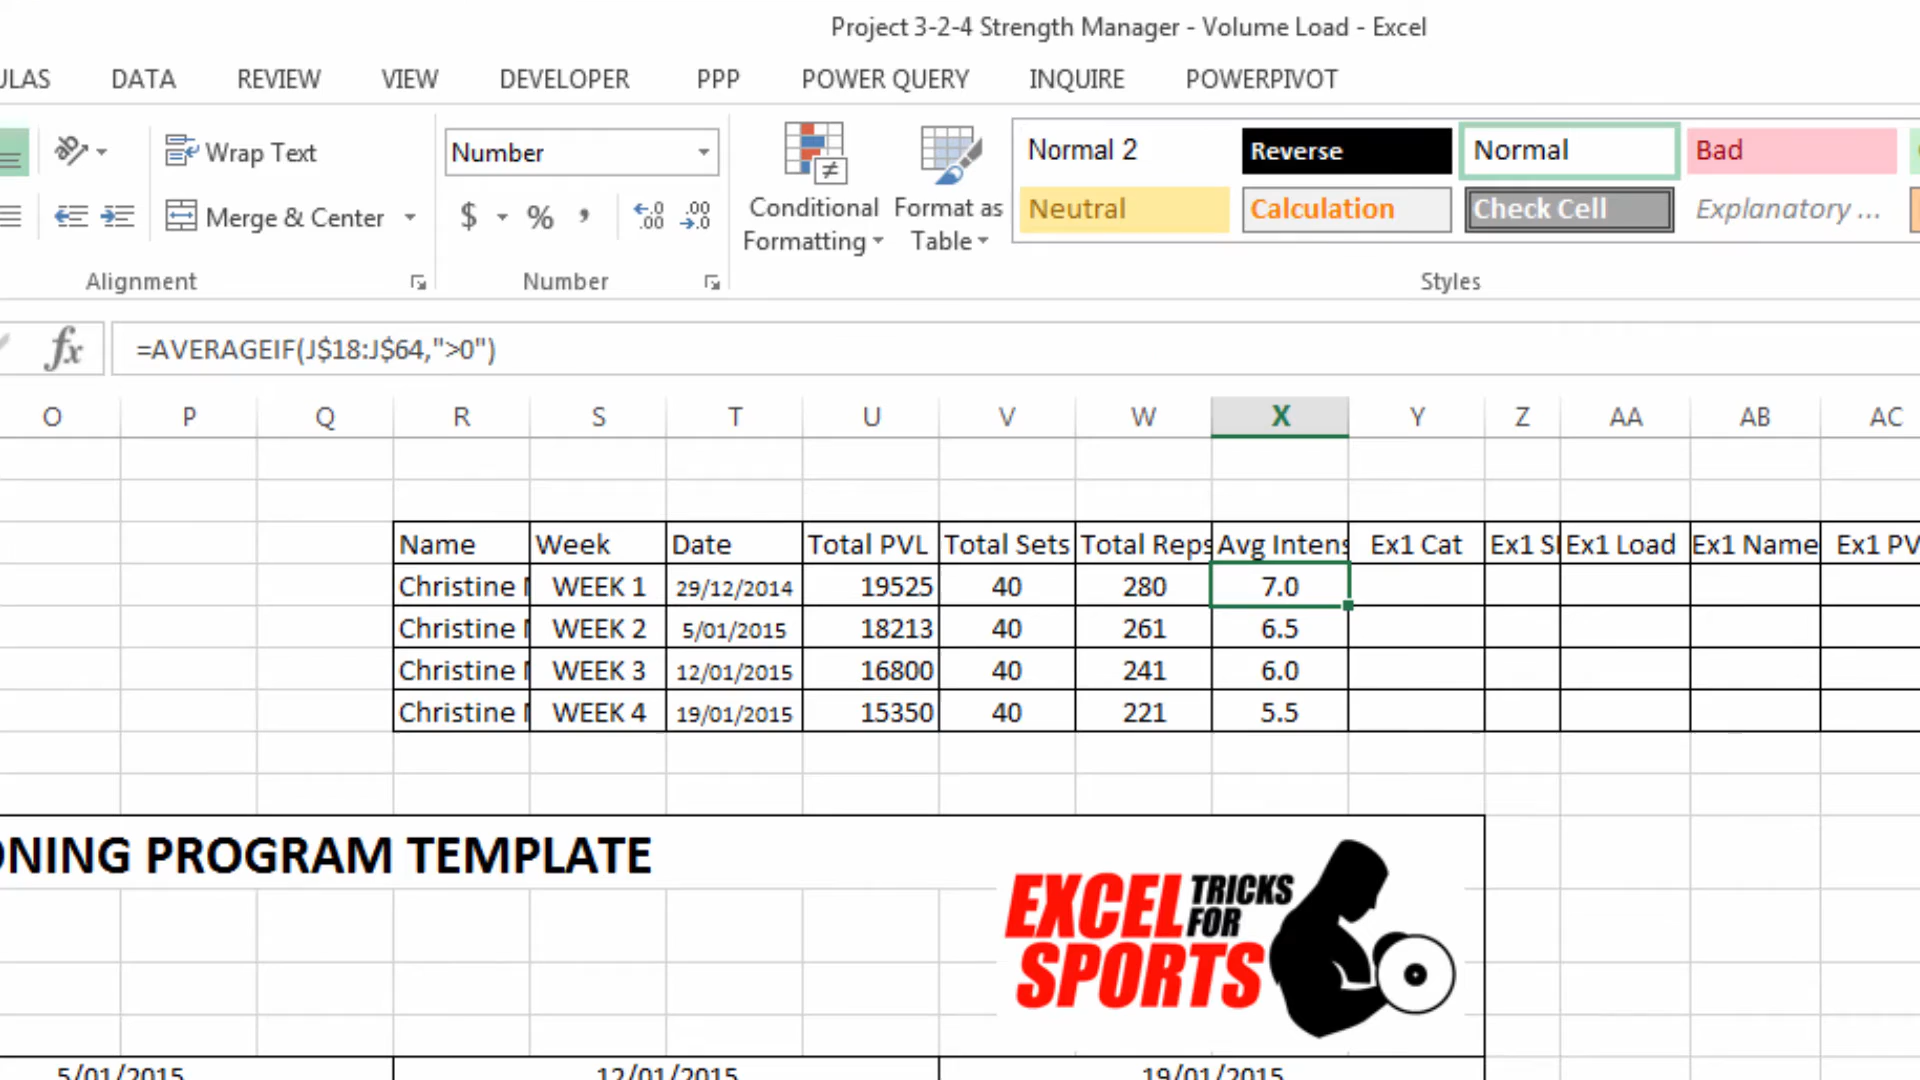 Project 3-2-4 Strength Manager - Volume Load - Excel
ULAS DATA REVIEW VIEW DEVELOPER PPP POWER QUERY INQUIRE POWERPIVOT
Wrap Text
Merge & Center
Alignment
Number
$ % , .0 .00 .00 .0
Number
Conditional Formatting
Format as Table
Normal 2 Reverse Normal Bad
Neutral Calculation Check Cell Explanatory ...
Styles
fx =AVERAGEIF(J$18:J$64,">0")
O P Q R S T U V W X Y Z AA AB AC
Name Week Date Total PVL Total Sets Total Reps Avg Intens Ex1 Cat Ex1 S Ex1 Load Ex1 Name Ex1 PV
Christine WEEK 1 29/12/2014 19525 40 280 7.0
Christine WEEK 2 5/01/2015 18213 40 261 6.5
Christine WEEK 3 12/01/2015 16800 40 241 6.0
Christine WEEK 4 19/01/2015 15350 40 221 5.5
ONING PROGRAM TEMPLATE
EXCEL TRICKS FOR SPORTS
5/01/2015 12/01/2015 19/01/2015